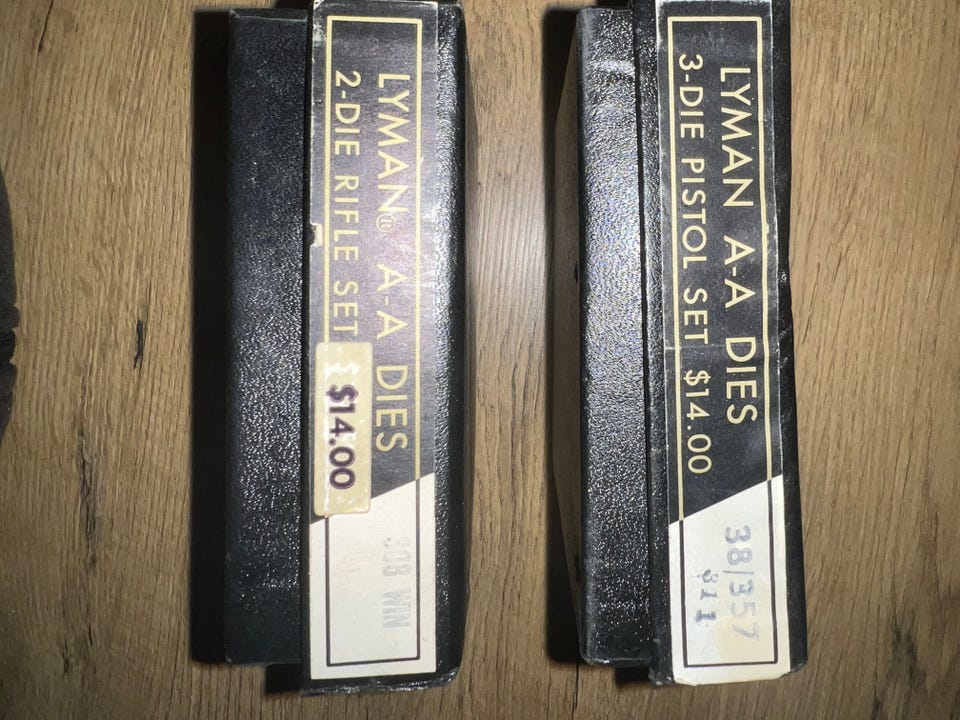 LYMAN® A-A DIES
2-DIE RIFLE SET
$14.00
308 WIN
LYMAN A-A DIES
3-DIE PISTOL SET $14.00
38/357
311